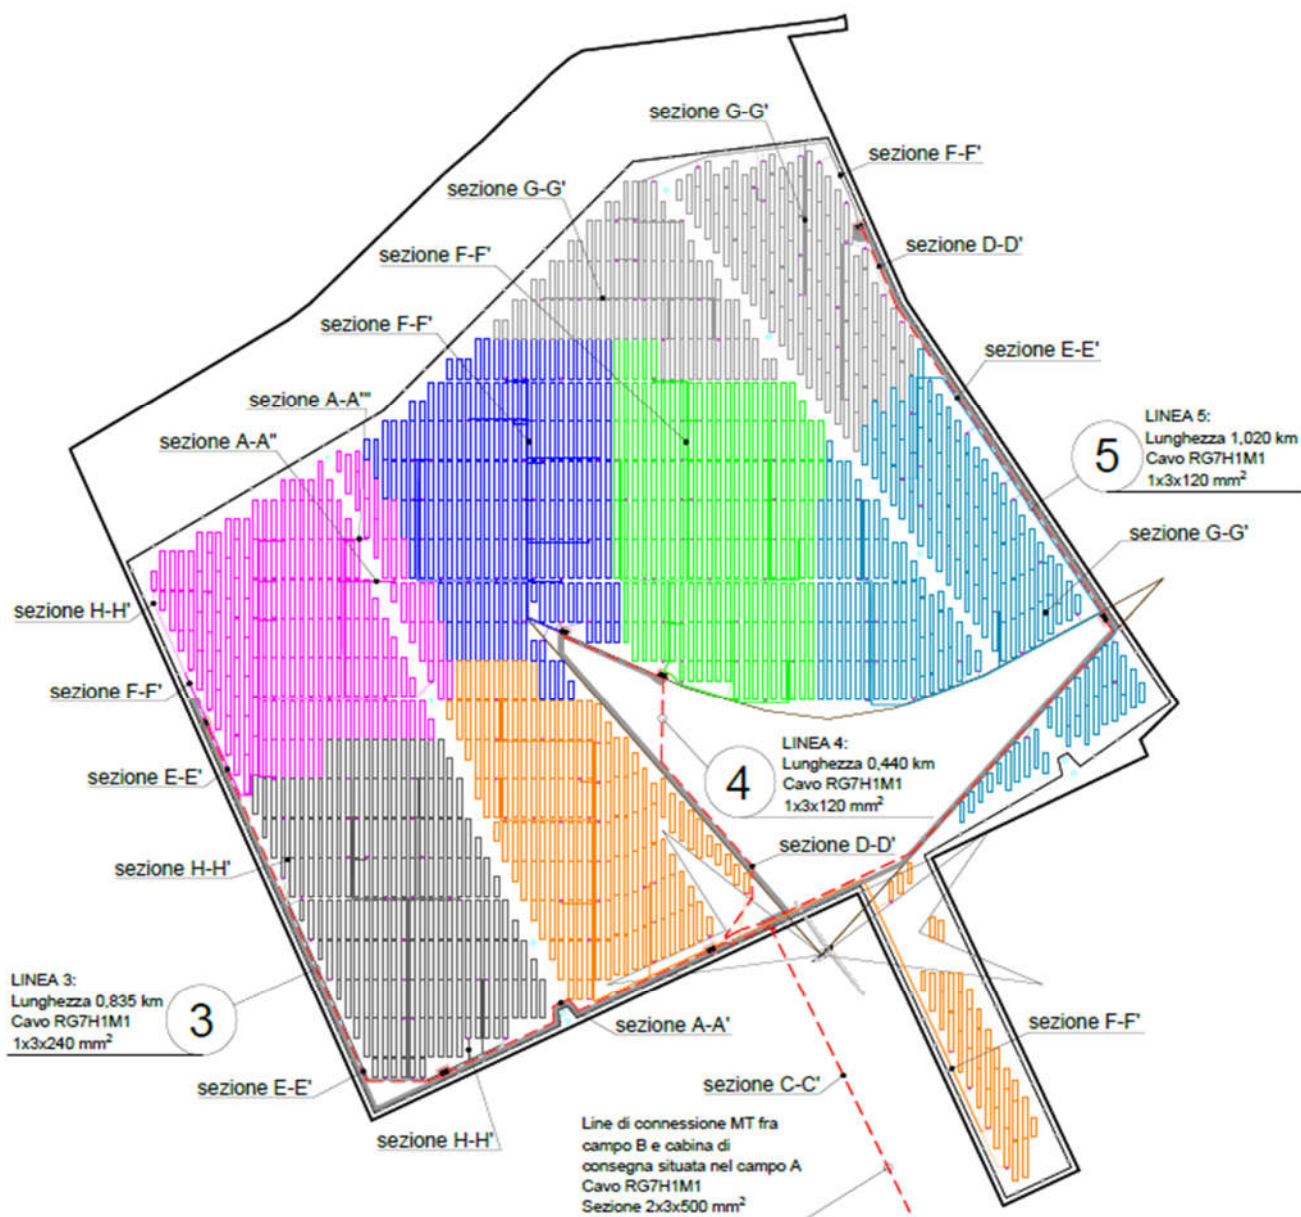 sezione G-G'
sezione F-F'
sezione G-G'
sezione D-D'
sezione F-F'
sezione F-F'
sezione E-E'
sezione A-A'''
LINEA 5:
Lunghezza 1,020 km
Cavo RG7H1M1
1x3x120 mm²
5
sezione A-A''
sezione G-G'
sezione H-H'
sezione F-F'
LINEA 4:
Lunghezza 0,440 km
Cavo RG7H1M1
1x3x120 mm²
4
sezione E-E'
sezione D-D'
sezione H-H'
LINEA 3:
Lunghezza 0,835 km
Cavo RG7H1M1
1x3x240 mm²
3
sezione A-A'
sezione F-F'
sezione E-E'
sezione C-C'
sezione H-H'
Line di connessione MT fra
campo B e cabina di
consegna situata nel campo A
Cavo RG7H1M1
Sezione 2x3x500 mm²